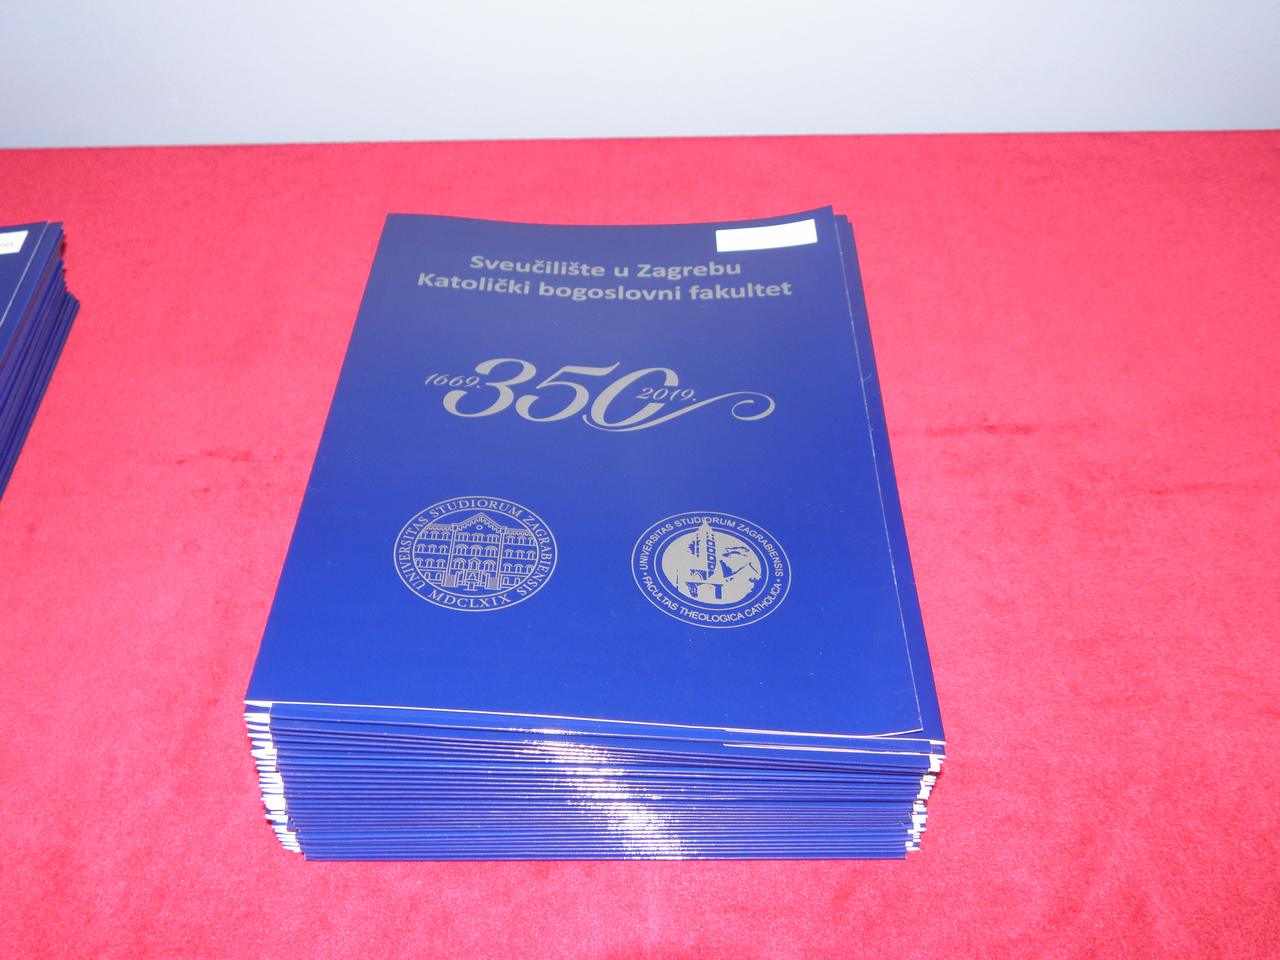 Sveučilište u Zagrebu
Katolički bogoslovni fakultet
1669. 350 2019.
UNIVERSITAS STUDIORUM ZAGRABIENSIS
MDCLXIX
• UNIVERSITAS STUDIORUM ZAGRABIENSIS •
FACULTAS THEOLOGICA CATHOLICA